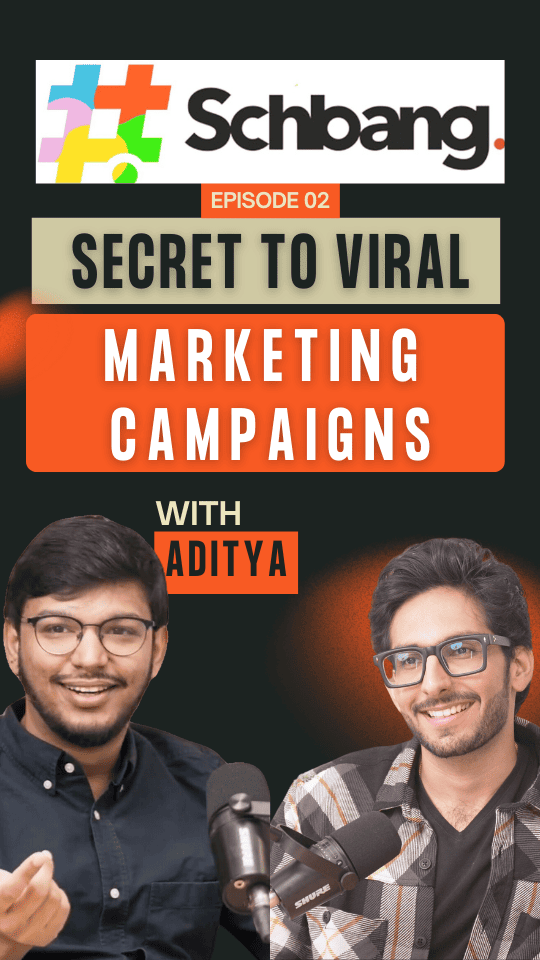 Schbang.
EPISODE 02
SECRET TO VIRAL
MARKETING
CAMPAIGNS
WITH
ADITYA
SHURE